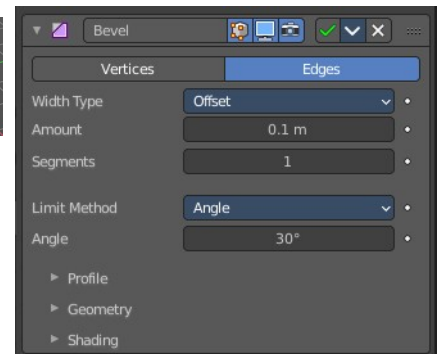 Bevel
Vertices Edges
Width Type Offset
Amount 0.1 m
Segments 1
Limit Method Angle
Angle 30°
Profile
Geometry
Shading